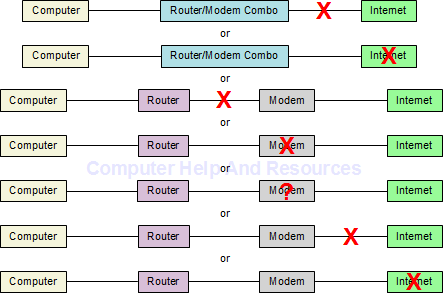 Computer Router/Modem Combo X Internet
or
Computer Router/Modem Combo Internet X
or
Computer Router X Modem Internet
or
Computer Router Modem X Internet
Computer Help And Resources
or
Computer Router Modem ? Internet
or
Computer Router Modem X Internet
or
Computer Router Modem Internet X